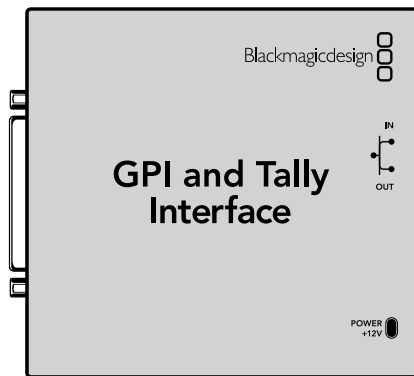 Blackmagicdesign
IN
OUT
GPI and Tally
Interface
POWER
+12V